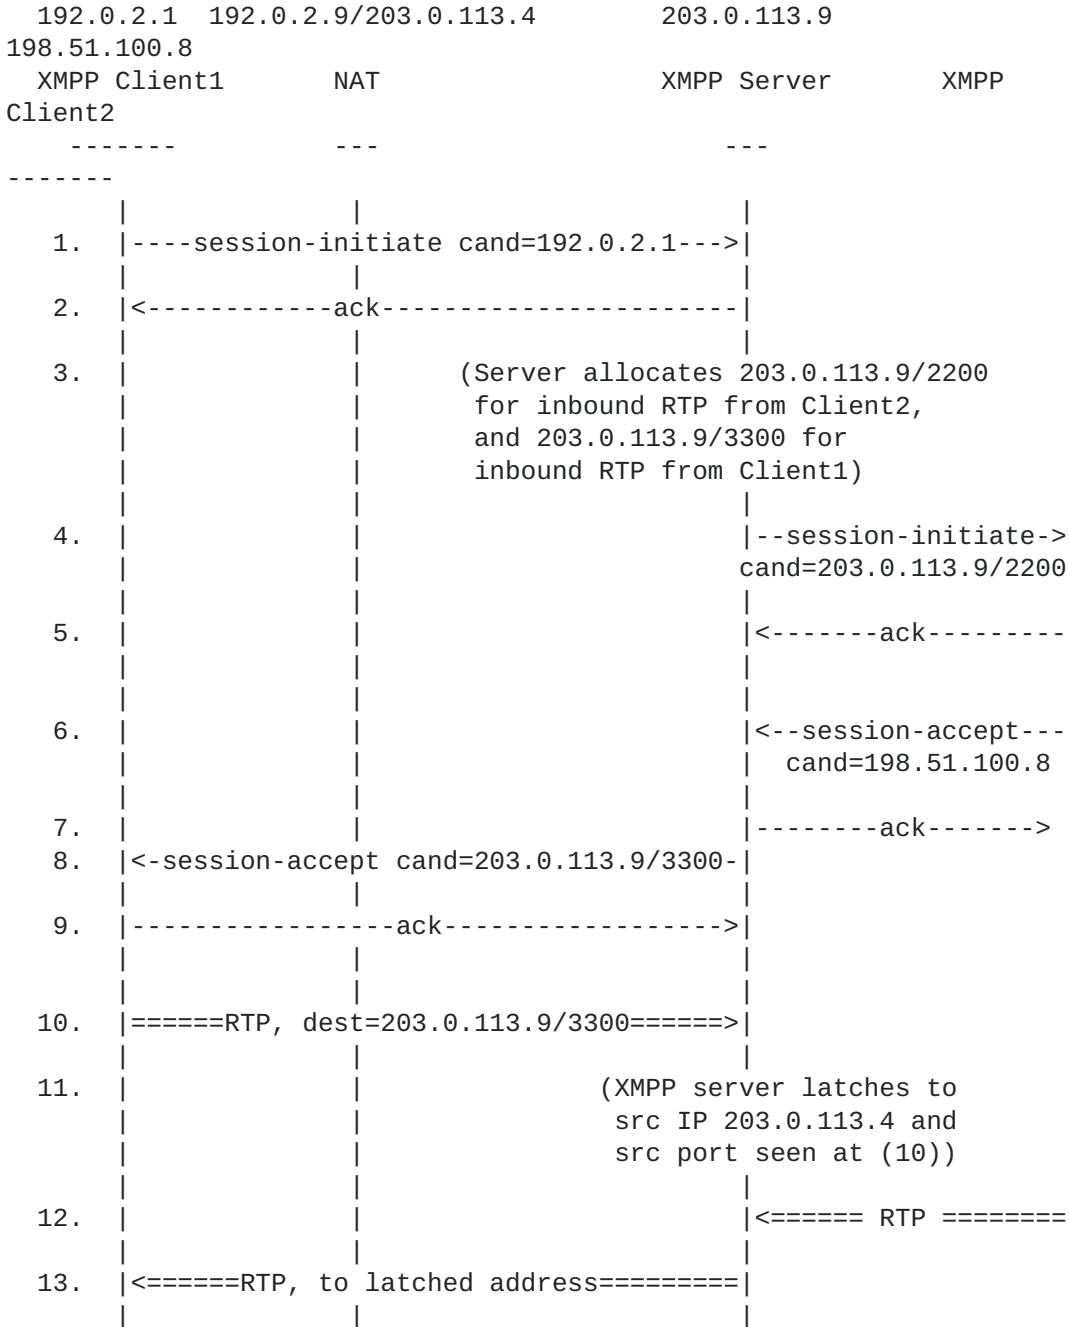 192.0.2.1  192.0.2.9/203.0.113.4        203.0.113.9
198.51.100.8
  XMPP Client1       NAT                  XMPP Server       XMPP
Client2
    -------          ---                      ---
-------
       |              |                        |
   1.  |----session-initiate cand=192.0.2.1--->|
       |              |                        |
   2.  |<------------ack-----------------------|
       |              |                        |
   3.  |              |      (Server allocates 203.0.113.9/2200
       |              |       for inbound RTP from Client2,
       |              |       and 203.0.113.9/3300 for
       |              |       inbound RTP from Client1)
       |              |                        |
   4.  |              |                        |--session-initiate->
       |              |                        cand=203.0.113.9/2200
       |              |                        |
   5.  |              |                        |<-------ack---------
       |              |                        |
       |              |                        |
   6.  |              |                        |<--session-accept---
       |              |                        |  cand=198.51.100.8
       |              |                        |
   7.  |              |                        |--------ack------->
   8.  |<-session-accept cand=203.0.113.9/3300-|
       |              |                        |
   9.  |-----------------ack------------------>|
       |              |                        |
       |              |                        |
  10.  |======RTP, dest=203.0.113.9/3300======>|
       |              |                        |
  11.  |              |               (XMPP server latches to
       |              |                src IP 203.0.113.4 and
       |              |                src port seen at (10))
       |              |                        |
  12.  |              |                        |<====== RTP ========
       |              |                        |
  13.  |<======RTP, to latched address=========|
       |              |                        |